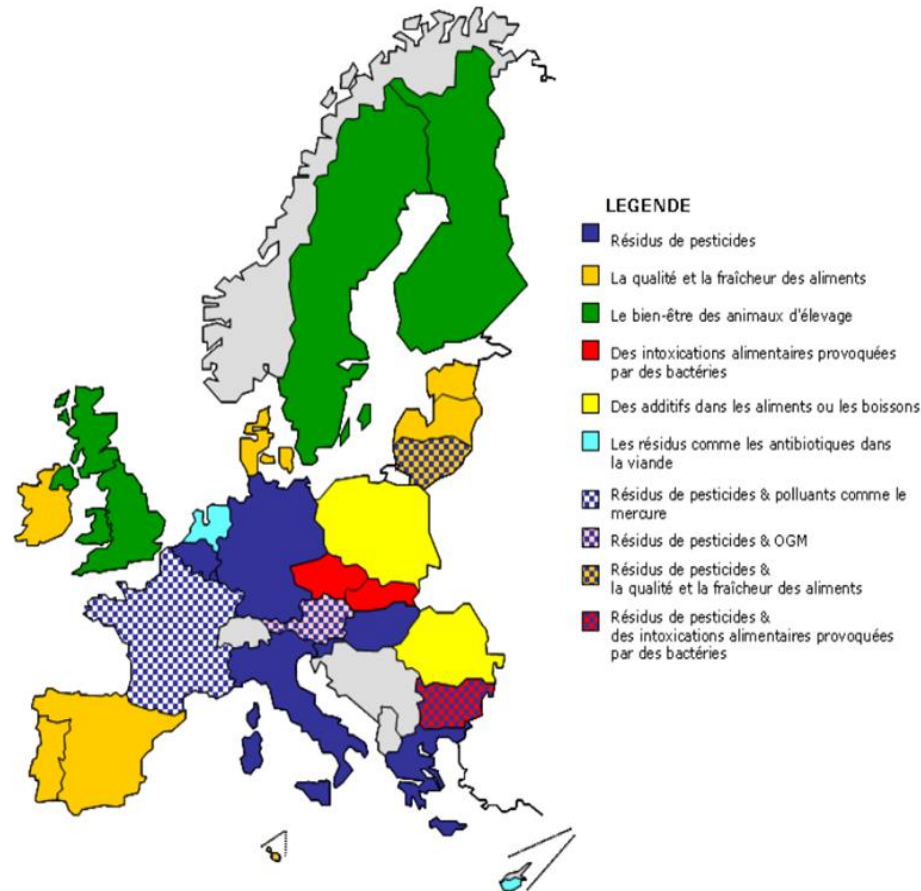 LEGENDE
Résidus de pesticides
La qualité et la fraîcheur des aliments
Le bien-être des animaux d'élevage
Des intoxications alimentaires provoquées
par des bactéries
Des additifs dans les aliments ou les boissons
Les résidus comme les antibiotiques dans
la viande
Résidus de pesticides & polluants comme le
mercure
Résidus de pesticides & OGM
Résidus de pesticides &
la qualité et la fraîcheur des aliments
Résidus de pesticides &
des intoxications alimentaires provoquées
par des bactéries